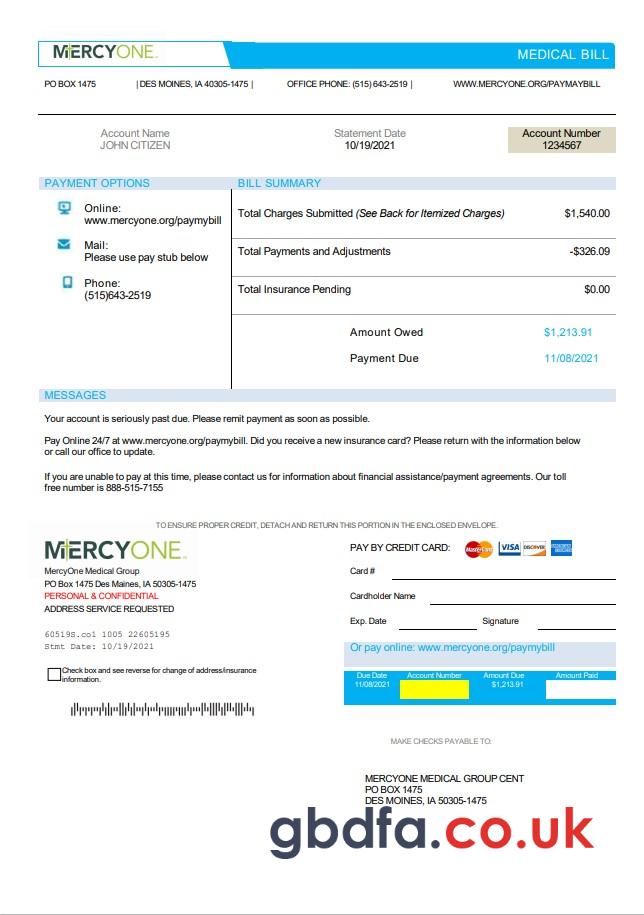 MERCYONE
MEDICAL BILL
PO BOX 1475 | DES MOINES, IA 40305-1475 | OFFICE PHONE: (515) 643-2519 | WWW.MERCYONE.ORG/PAYMAYBILL
Account Name Statement Date Account Number
JOHN CITIZEN 10/19/2021 1234567
PAYMENT OPTIONS
Online:
www.mercyone.org/paymybill
Mail:
Please use pay stub below
Phone:
(515)643-2519
BILL SUMMARY
Total Charges Submitted (See Back for Itemized Charges) $1,540.00
Total Payments and Adjustments -$326.09
Total Insurance Pending $0.00
Amount Owed $1,213.91
Payment Due 11/08/2021
MESSAGES
Your account is seriously past due. Please remit payment as soon as possible.
Pay Online 24/7 at www.mercyone.org/paymybill. Did you receive a new insurance card? Please return with the information below
or call our office to update.
If you are unable to pay at this time, please contact us for information about financial assistance/payment agreements. Our toll
free number is 888-515-7155
TO ENSURE PROPER CREDIT, DETACH AND RETURN THIS PORTION IN THE ENCLOSED ENVELOPE.
MERCYONE
MercyOne Medical Group
PO Box 1475 Des Maines, IA 50305-1475
PERSONAL & CONFIDENTIAL
ADDRESS SERVICE REQUESTED
60519S.co1 1005 22605195
Stmt Date: 10/19/2021
Check box and see reverse for change of address/insurance
information.
PAY BY CREDIT CARD: MasterCard VISA DISCOVER AMERICAN EXPRESS
Card #
Cardholder Name
Exp. Date Signature
Or pay online: www.mercyone.org/paymybill
Due Date Account Number Amount Due Amount Paid
11/08/2021 $1,213.91
MAKE CHECKS PAYABLE TO:
MERCYONE MEDICAL GROUP CENT
PO BOX 1475
DES MOINES, IA 50305-1475
gbdfa.co.uk